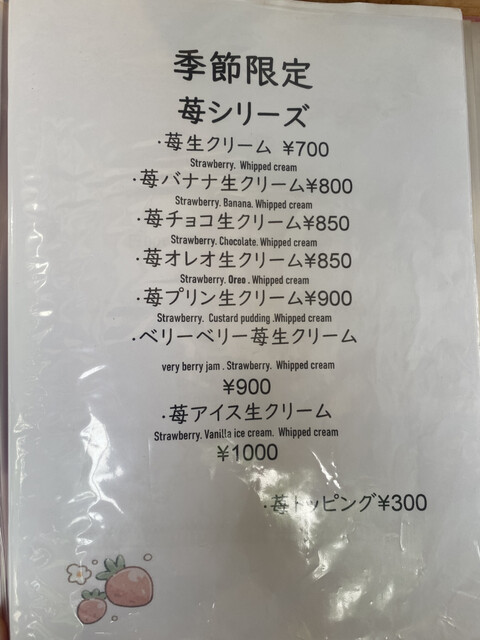 季節限定
苺シリーズ
・苺生クリーム ¥700
Strawberry. Whipped cream
・苺バナナ生クリーム¥800
Strawberry. Banana. Whipped cream
・苺チョコ生クリーム¥850
Strawberry. Chocolate. Whipped cream
・苺オレオ生クリーム¥850
Strawberry. Oreo . Whipped cream
・苺プリン生クリーム¥900
Strawberry. Custard pudding .Whipped cream
・ベリーベリー苺生クリーム
very berry jam . Strawberry. Whipped cream
¥900
・苺アイス生クリーム
Strawberry. Vanilla ice cream. Whipped cream
¥1000
・苺トッピング¥300